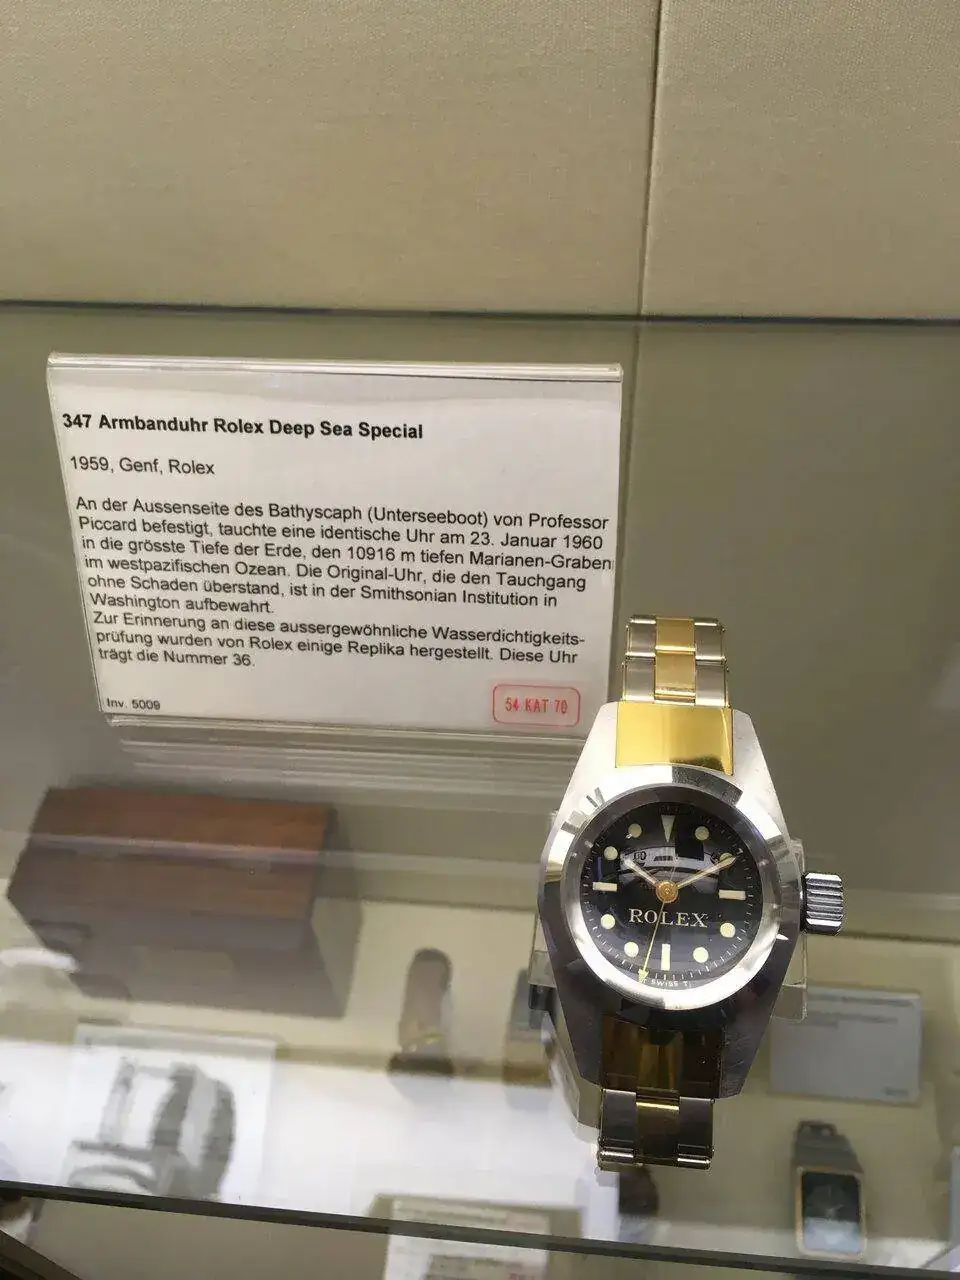 347 Armbanduhr Rolex Deep Sea Special
1959, Genf, Rolex
An der Aussenseite des Bathyscaph (Unterseeboot) von Professor
Piccard befestigt, tauchte eine identische Uhr am 23. Januar 1960
in die grösste Tiefe der Erde, den 10916 m tiefen Marianen-Graben
im westpazifischen Ozean. Die Original-Uhr, die den Tauchgang
ohne Schaden überstand, ist in der Smithsonian Institution in
Washington aufbewahrt.
Zur Erinnerung an diese aussergewöhnliche Wasserdichtigkeits-
prüfung wurden von Rolex einige Replika hergestellt. Diese Uhr
trägt die Nummer 36.
Inv. 5009
54 KAT 70
ROLEX
T SWISS T